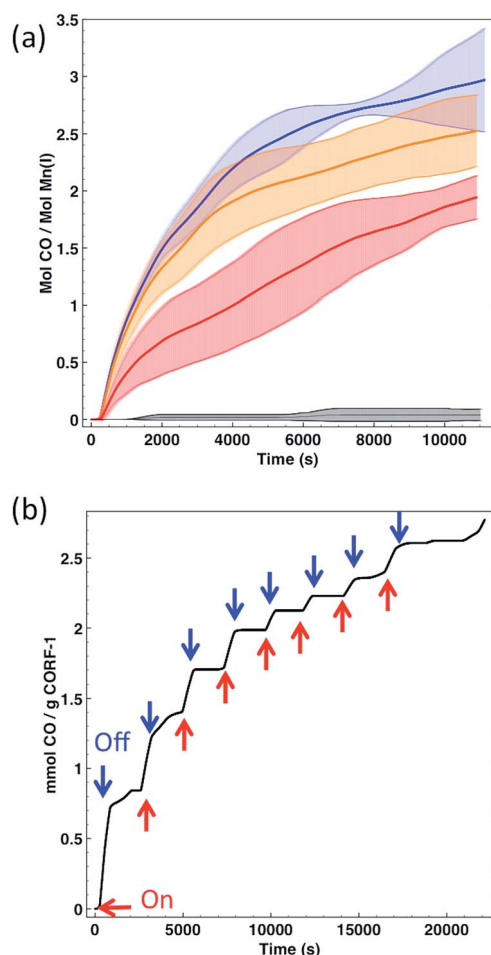 (a)
3.5
3
2.5
2
1.5
1
0.5
0
Mol CO / Mol Mn(I)
0 2000 4000 6000 8000 10000
Time (s)
(b)
2.5
2
1.5
1
0.5
0
mmol CO / g CORF-1
Off
On
0 5000 10000 15000 20000
Time (s)